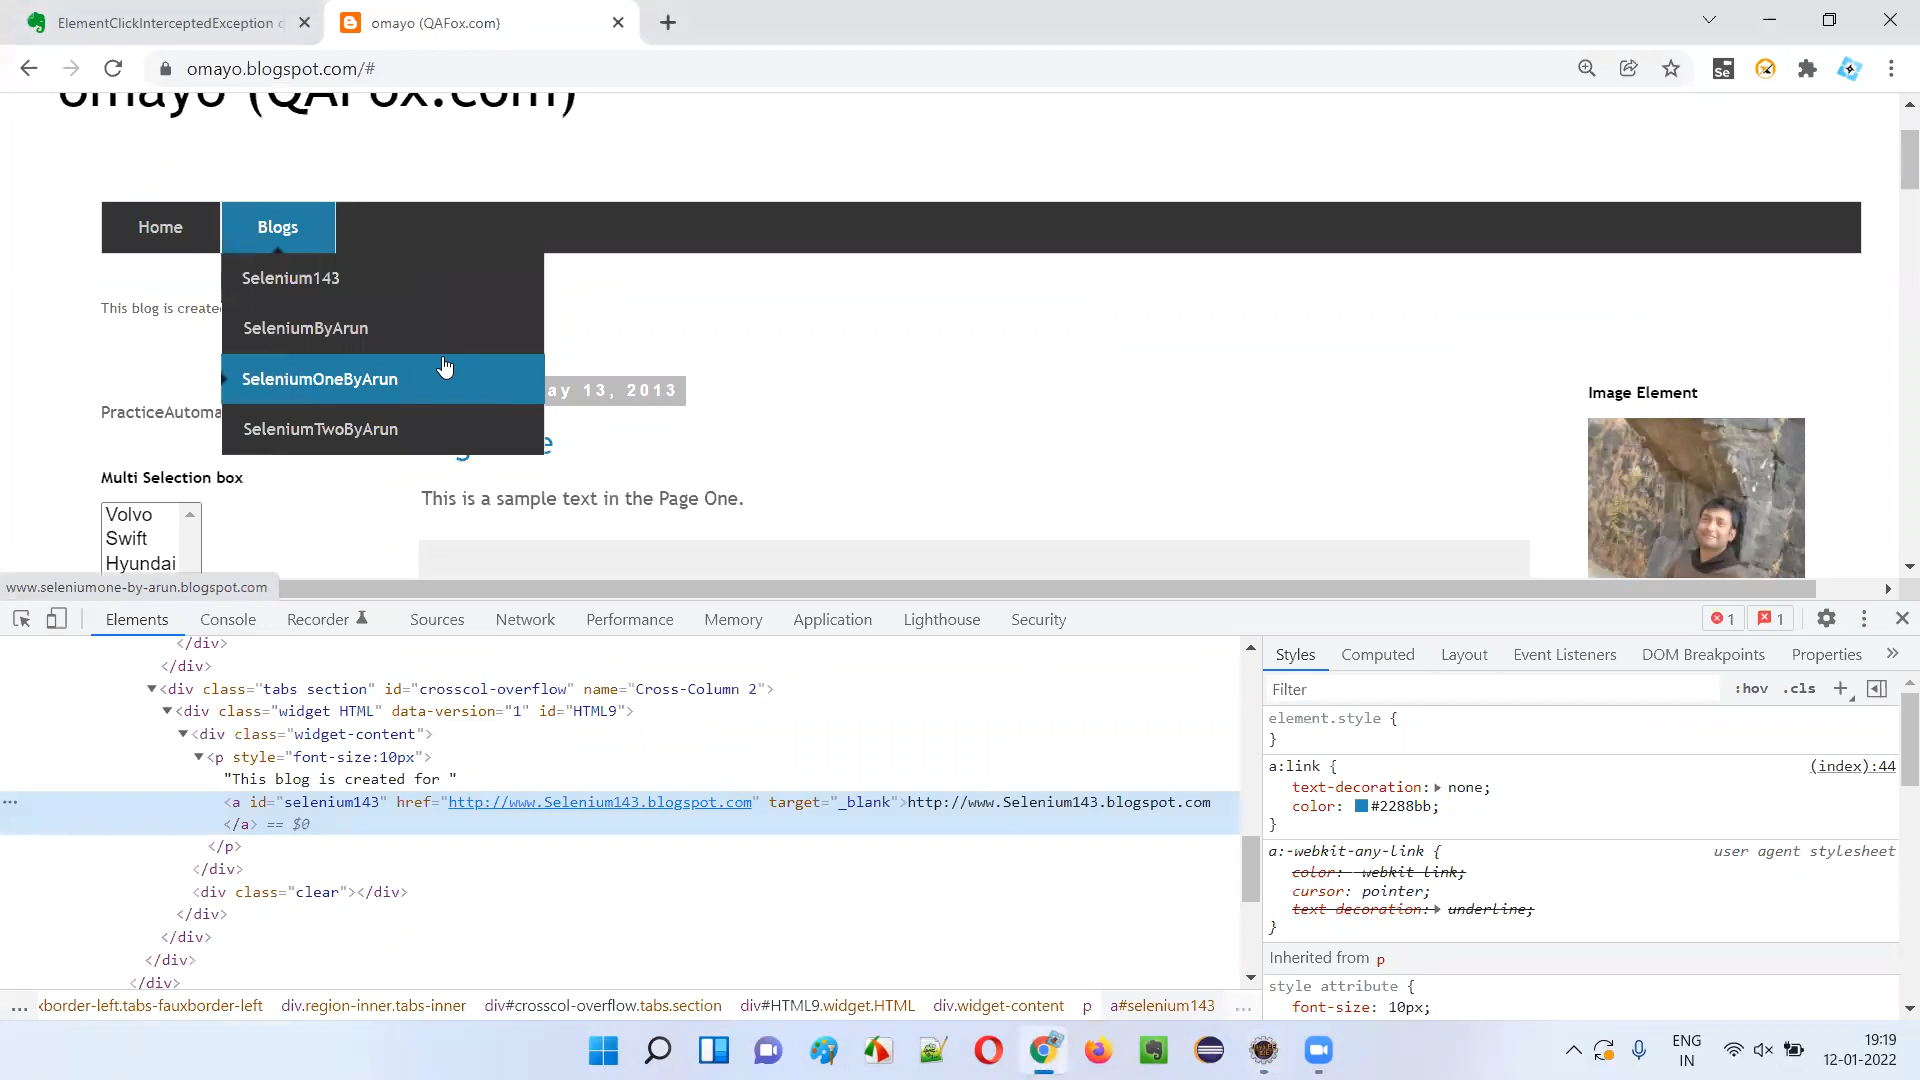 ElementClickInterceptedException
omayo (QAFox.com)
omayo.blogspot.com/#
omayo (QAFox.com)
Home
Blogs
Selenium143
This blog is create
SeleniumByArun
SeleniumOneByArun
ay 13, 2013
Image Element
PracticeAutoma
SeleniumTwoByArun
e
Multi Selection box
This is a sample text in the Page One.
Volvo
Swift
Hyundai
www.seleniumone-by-arun.blogspot.com
Elements Console Recorder Sources Network Performance Memory Application Lighthouse Security
1 1
</div>
</div>
<div class="tabs section" id="crosscol-overflow" name="Cross-Column 2">
<div class="widget HTML" data-version="1" id="HTML9">
<div class="widget-content">
<p style="font-size:10px">
"This blog is created for "
<a id="selenium143" href="http://www.Selenium143.blogspot.com" target="_blank">http://www.Selenium143.blogspot.com
</a> == $0
</p>
</div>
<div class="clear"></div>
</div>
</div>
</div>
</div>
... xborder-left.tabs-fauxborder-left div.region-inner.tabs-inner div#crosscol-overflow.tabs.section div#HTML9.widget.HTML div.widget-content p a#selenium143 ...
Styles Computed Layout Event Listeners DOM Breakpoints Properties
Filter
:hov .cls
element.style {
}
a:link { (index):44
text-decoration: none;
color: #2288bb;
}
a:-webkit-any-link { user agent stylesheet
color: -webkit-link;
cursor: pointer;
text-decoration: underline;
}
Inherited from p
style attribute {
font-size: 10px;
Se
ENG
IN
19:19
12-01-2022